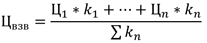 Ц_взв = (Ц_1 * k_1 + ⋯ + Ц_n * k_n) / ∑ k_n